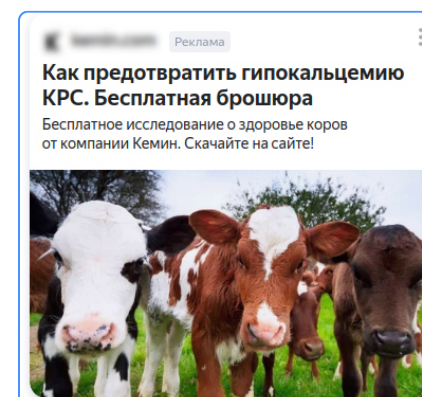 Реклама
Как предотвратить гипокальцемию
КРС. Бесплатная брошюра
Бесплатное исследование о здоровье коров
от компании Кемин. Скачайте на сайте!